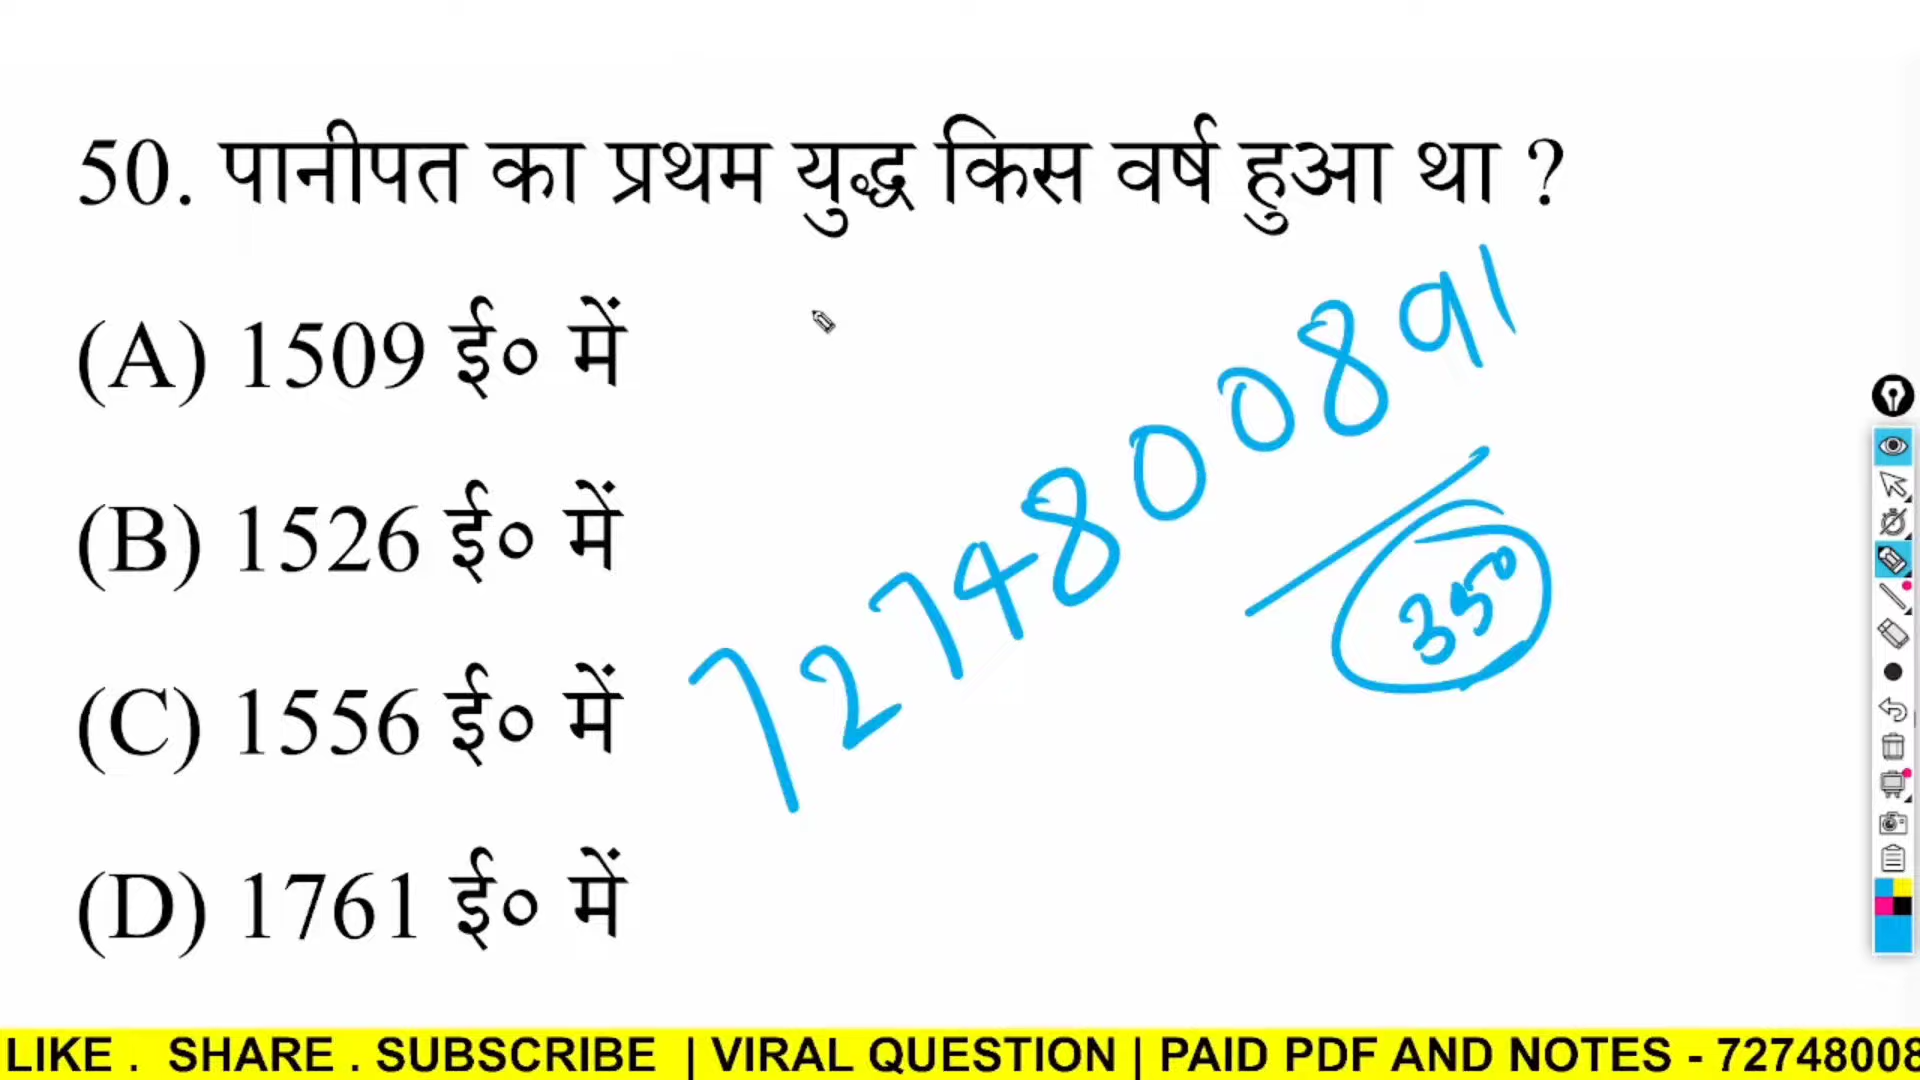 50. पानीपत का प्रथम युद्ध किस वर्ष हुआ था ?
(A) 1509 ई० में
(B) 1526 ई० में
(C) 1556 ई० में
(D) 1761 ई० में
7274800891
350
LIKE . SHARE . SUBSCRIBE | VIRAL QUESTION | PAID PDF AND NOTES - 72748008